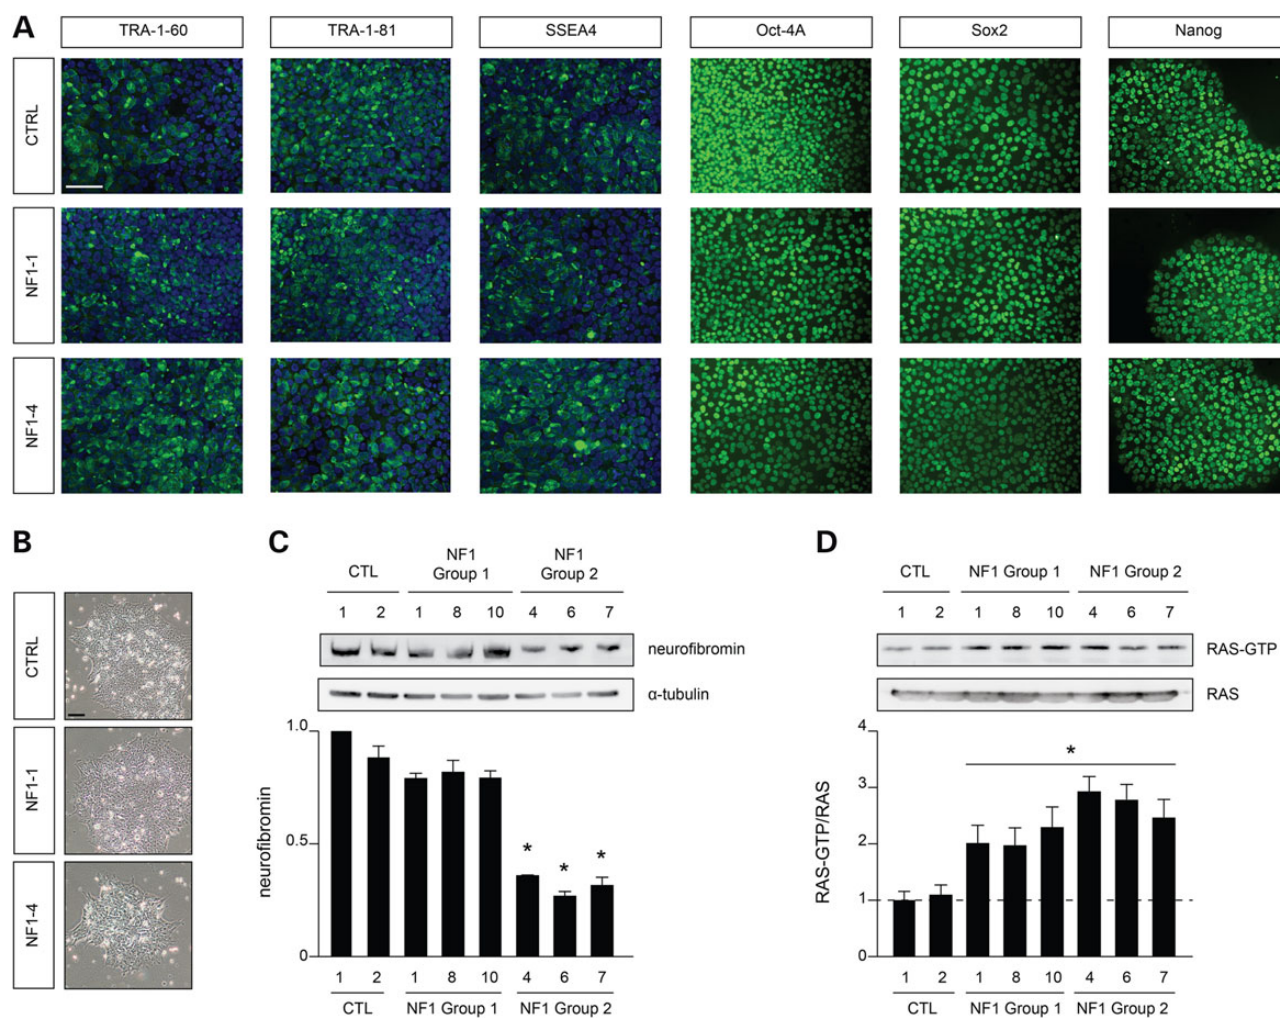 A
TRA-1-60 TRA-1-81 SSEA4 Oct-4A Sox2 Nanog
CTRL
NF1-1
NF1-4
B
CTRL
NF1-1
NF1-4
C
CTL NF1 Group 1 NF1 Group 2
1 2 1 8 10 4 6 7
neurofibromin
α-tubulin
neurofibromin
1.0
0.5
0
* * *
1 2 1 8 10 4 6 7
CTL NF1 Group 1 NF1 Group 2
D
CTL NF1 Group 1 NF1 Group 2
1 2 1 8 10 4 6 7
RAS-GTP
RAS
RAS-GTP/RAS
4
3
2
1
0
*
1 2 1 8 10 4 6 7
CTL NF1 Group 1 NF1 Group 2